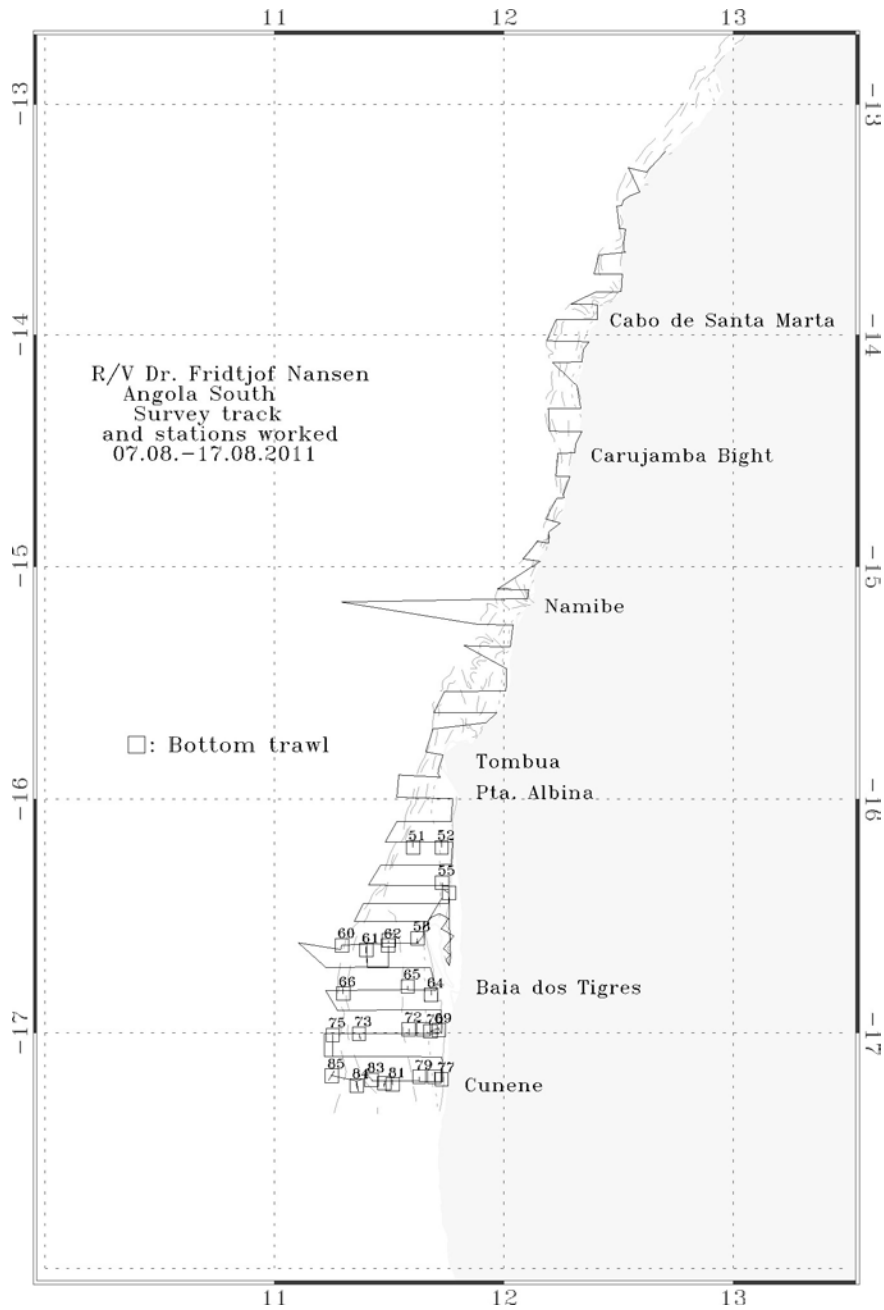 11 12 13
-13 -13
-14 -14
Cabo de Santa Marta
R/V Dr. Fridtjof Nansen
Angola South
Survey track
and stations worked
07.08.-17.08.2011
Carujamba Bight
-15 -15
Namibe
□: Bottom trawl
Tombua
Pta. Albina
-16 -16
51 52
55
60 61 62 58
66 65 64
Baia dos Tigres
75 73 72 69
-17 -17
85 84 83 81 79 77
Cunene
11 12 13